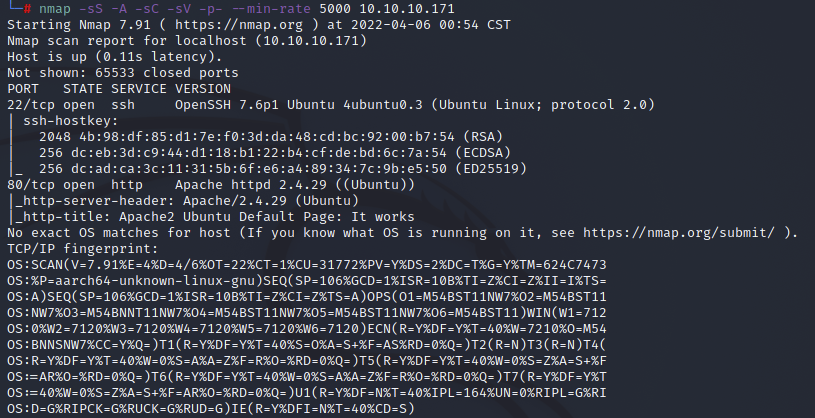 └─# nmap -sS -A -sC -sV -p- --min-rate 5000 10.10.10.171
Starting Nmap 7.91 ( https://nmap.org ) at 2022-04-06 00:54 CST
Nmap scan report for localhost (10.10.10.171)
Host is up (0.11s latency).
Not shown: 65533 closed ports
PORT   STATE SERVICE VERSION
22/tcp open  ssh     OpenSSH 7.6p1 Ubuntu 4ubuntu0.3 (Ubuntu Linux; protocol 2.0)
| ssh-hostkey:
|   2048 4b:98:df:85:d1:7e:f0:3d:da:48:cd:bc:92:00:b7:54 (RSA)
|   256 dc:eb:3d:c9:44:d1:18:b1:22:b4:cf:de:bd:6c:7a:54 (ECDSA)
|_  256 dc:ad:ca:3c:11:31:5b:6f:e6:a4:89:34:7c:9b:e5:50 (ED25519)
80/tcp open  http    Apache httpd 2.4.29 ((Ubuntu))
|_http-server-header: Apache/2.4.29 (Ubuntu)
|_http-title: Apache2 Ubuntu Default Page: It works
No exact OS matches for host (If you know what OS is running on it, see https://nmap.org/submit/ ).
TCP/IP fingerprint:
OS:SCAN(V=7.91%E=4%D=4/6%OT=22%CT=1%CU=31772%PV=Y%DS=2%DC=T%G=Y%TM=624C7473
OS:%P=aarch64-unknown-linux-gnu)SEQ(SP=106%GCD=1%ISR=10B%TI=Z%CI=Z%II=I%TS=
OS:A)SEQ(SP=106%GCD=1%ISR=10B%TI=Z%CI=Z%TS=A)OPS(O1=M54BST11NW7%O2=M54BST11
OS:NW7%O3=M54BNNT11NW7%O4=M54BST11NW7%O5=M54BST11NW7%O6=M54BST11)WIN(W1=712
OS:0%W2=7120%W3=7120%W4=7120%W5=7120%W6=7120)ECN(R=Y%DF=Y%T=40%W=7210%O=M54
OS:BNNSNW7%CC=Y%Q=)T1(R=Y%DF=Y%T=40%S=O%A=S+%F=AS%RD=0%Q=)T2(R=N)T3(R=N)T4(
OS:R=Y%DF=Y%T=40%W=0%S=A%A=Z%F=R%O=%RD=0%Q=)T5(R=Y%DF=Y%T=40%W=0%S=Z%A=S+%F
OS:=AR%O=%RD=0%Q=)T6(R=Y%DF=Y%T=40%W=0%S=A%A=Z%F=R%O=%RD=0%Q=)T7(R=Y%DF=Y%T
OS:=40%W=0%S=Z%A=S+%F=AR%O=%RD=0%Q=)U1(R=Y%DF=N%T=40%IPL=164%UN=0%RIPL=G%RI
OS:D=G%RIPCK=G%RUCK=G%RUD=G)IE(R=Y%DFI=N%T=40%CD=S)